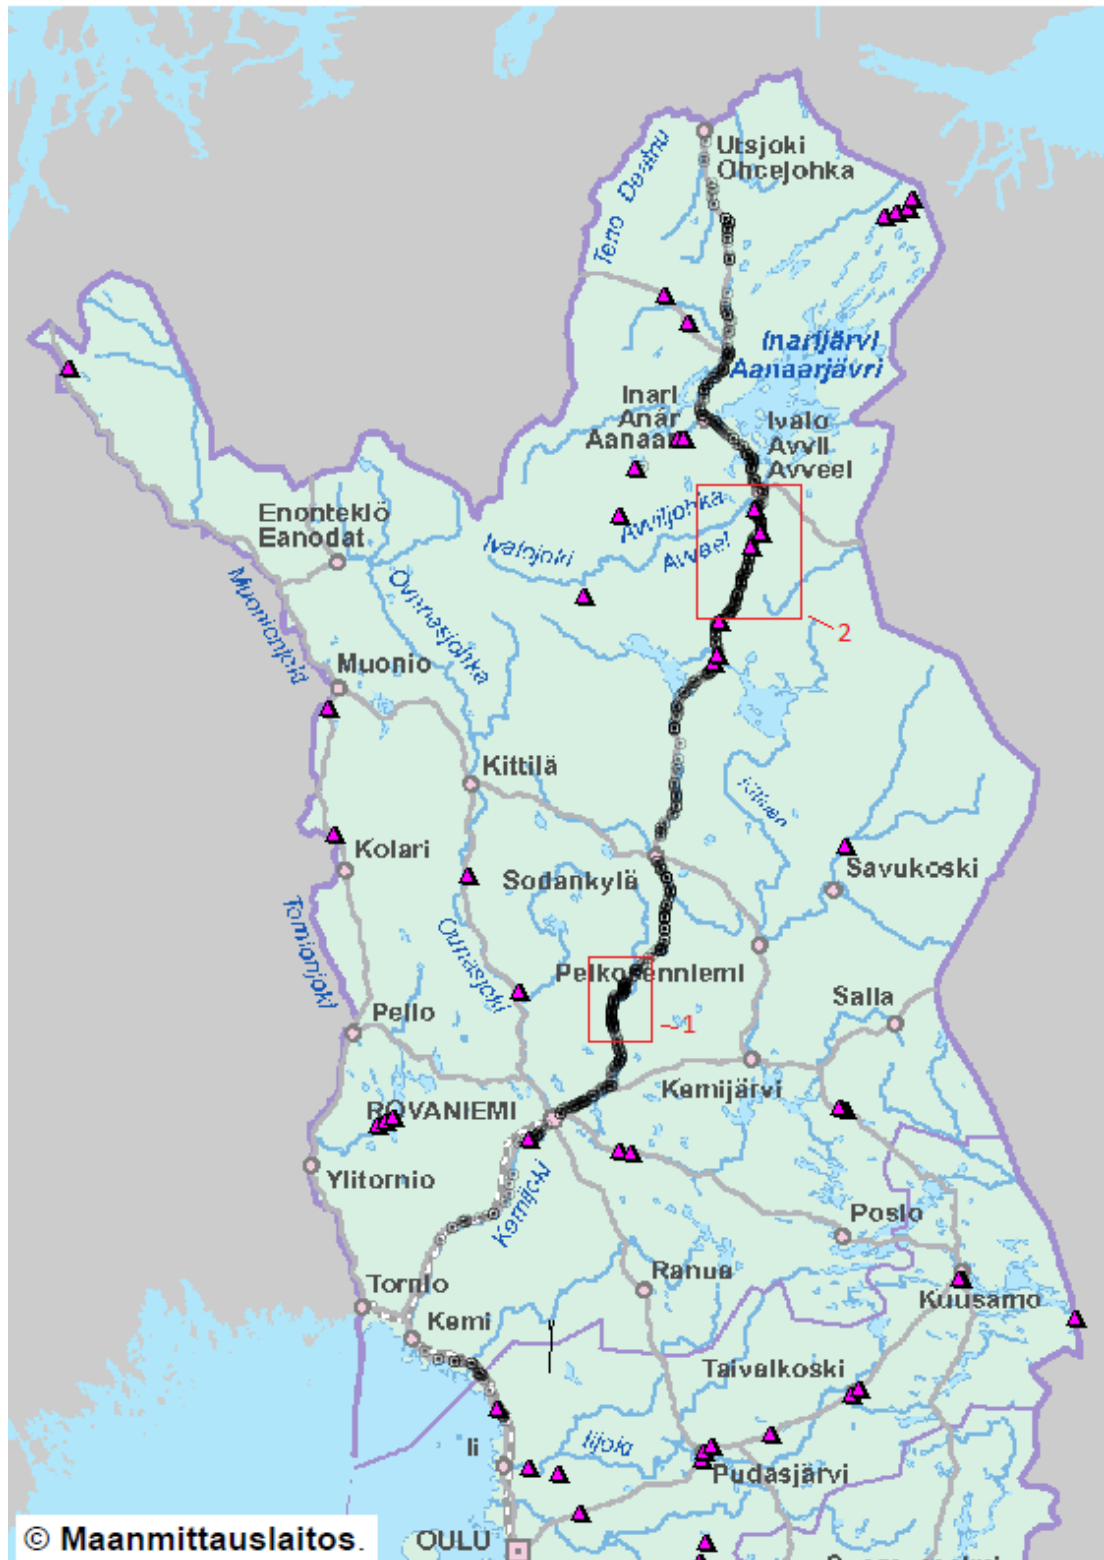 Utsjoki
Ohcejohka
Teno Deatnu
Inarijärvi
Aanaarjävri
Inari
Anár
Aanaar
Ivalo
Avvil
Avveel
Avviljohka
Avveel
Ivalojoki
2
Enontekiö
Eanodat
Ovnnasjohka
Muonionjoki
Muonio
Kittilä
Kitinen
Kolari
Sodankylä
Savukoski
Tornionjoki
Ounasjoki
Pelkosenniemi
1
Salla
Pello
Kemijärvi
ROVANIEMI
Ylitornio
Kemijoki
Posio
Tornio
Ranua
Kuusamo
Kemi
Taivalkoski
Ii
Iijoki
Pudasjärvi
OULU
© Maanmittauslaitos.